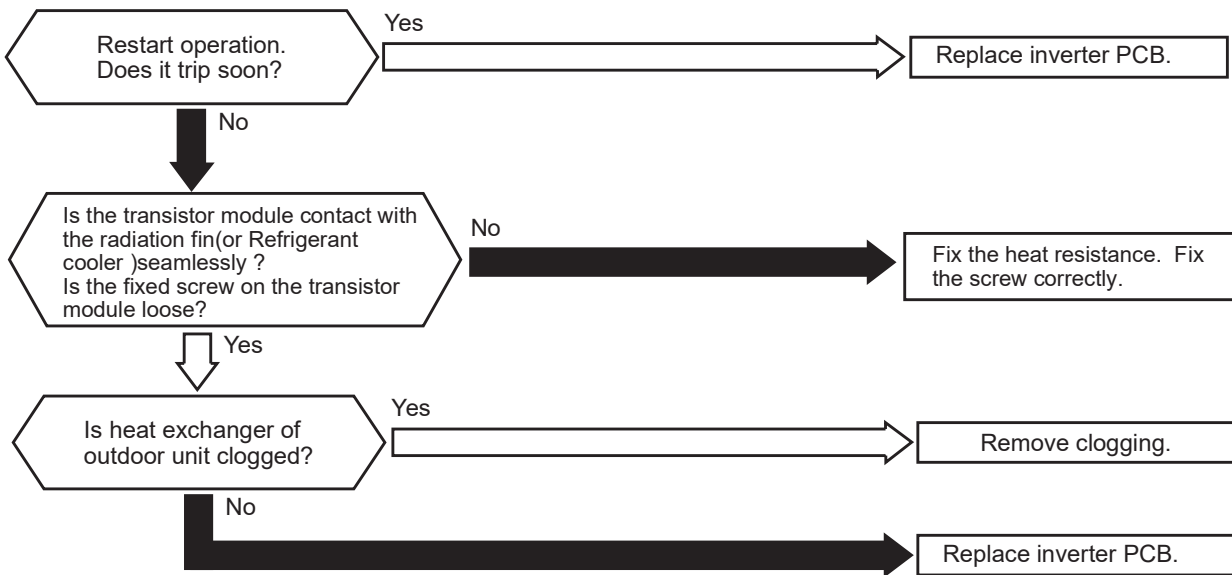 Yes
Restart operation.
Does it trip soon?
Replace inverter PCB.
No
Is the transistor module contact with
the radiation fin(or Refrigerant
cooler )seamlessly ?
Is the fixed screw on the transistor
module loose?
No
Fix the heat resistance.  Fix
the screw correctly.
Yes
Is heat exchanger of
outdoor unit clogged?
Yes
Remove clogging.
No
Replace inverter PCB.